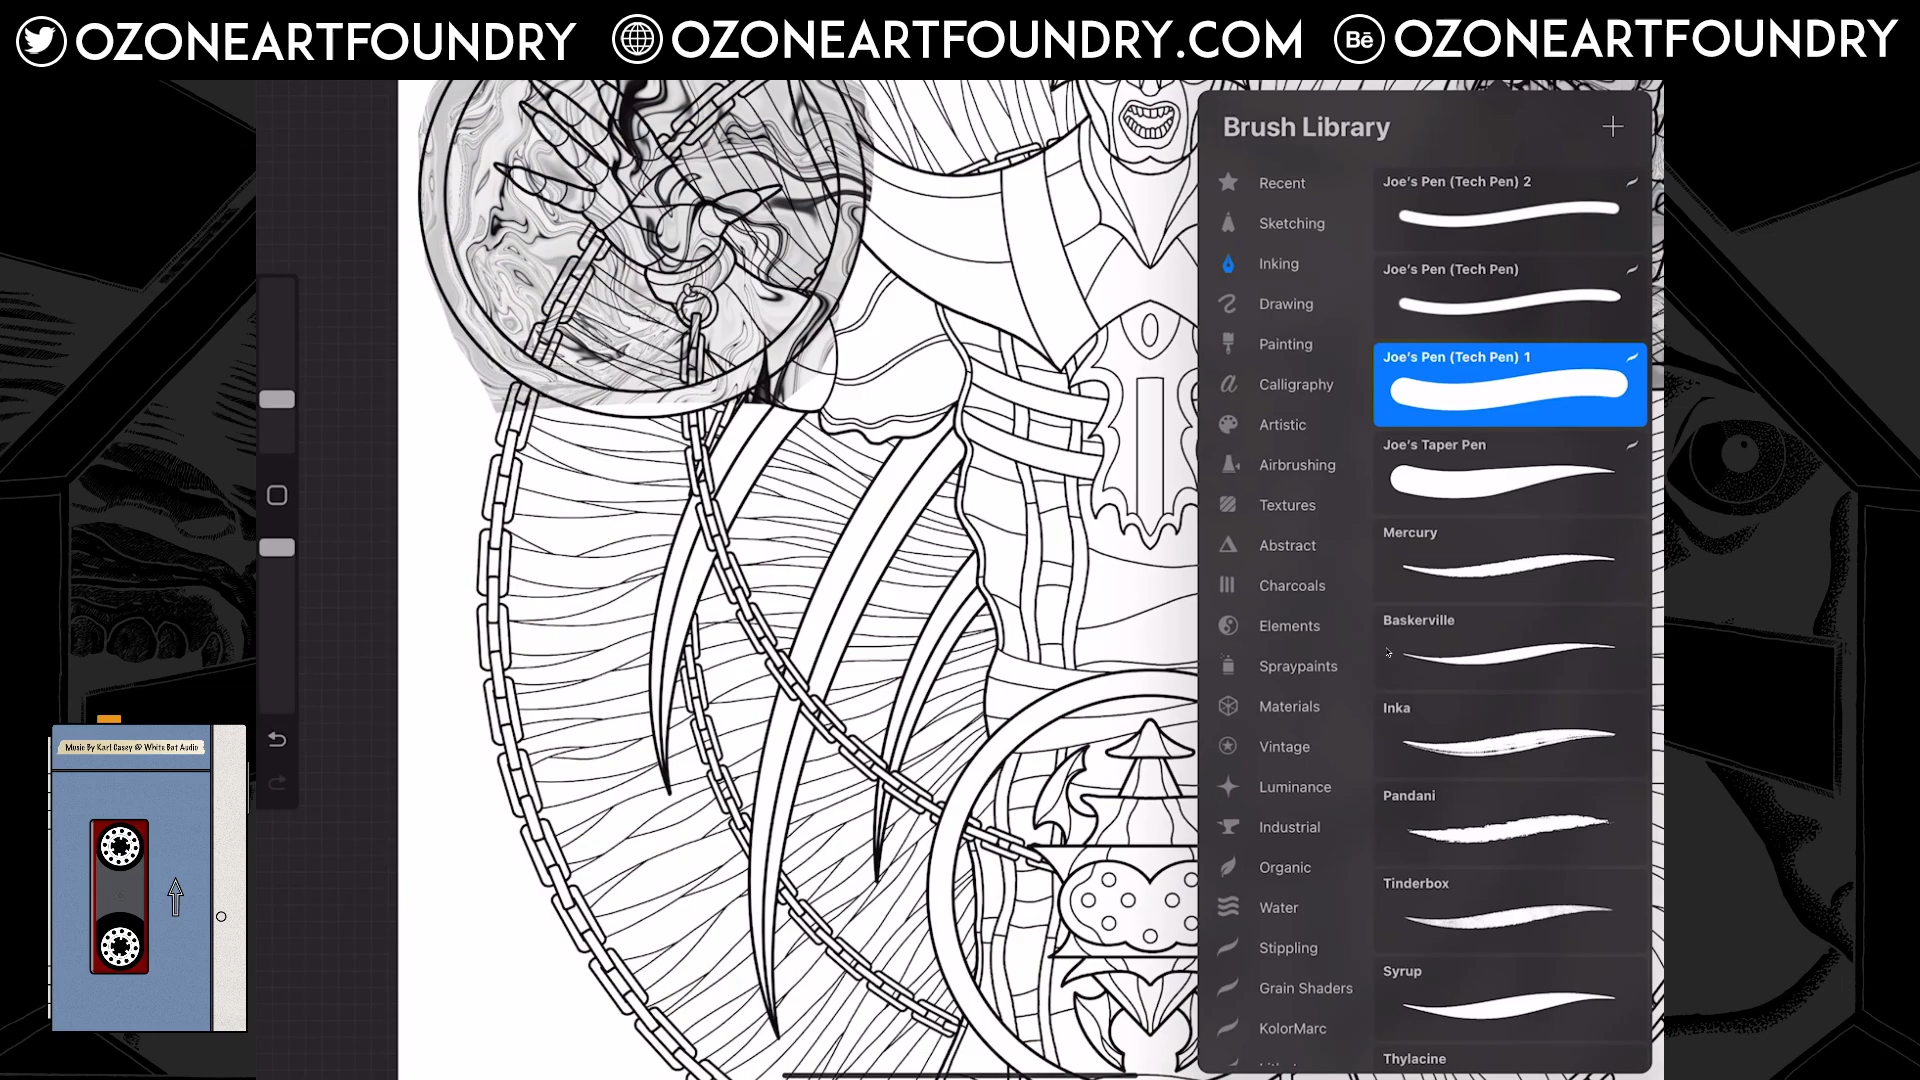 OZONEARTFOUNDRY OZONEARTFOUNDRY.COM Bē OZONEARTFOUNDRY
Brush Library
Recent
Sketching
Inking
Drawing
Painting
Calligraphy
Artistic
Airbrushing
Textures
Abstract
Charcoals
Elements
Spraypaints
Materials
Vintage
Luminance
Industrial
Organic
Water
Stippling
Grain Shaders
KolorMarc
Joe's Pen (Tech Pen) 2
Joe's Pen (Tech Pen)
Joe's Pen (Tech Pen) 1
Joe's Taper Pen
Mercury
Baskerville
Inka
Pandani
Tinderbox
Syrup
Thylacine
Music By Karl Casey @ White Bat Audio